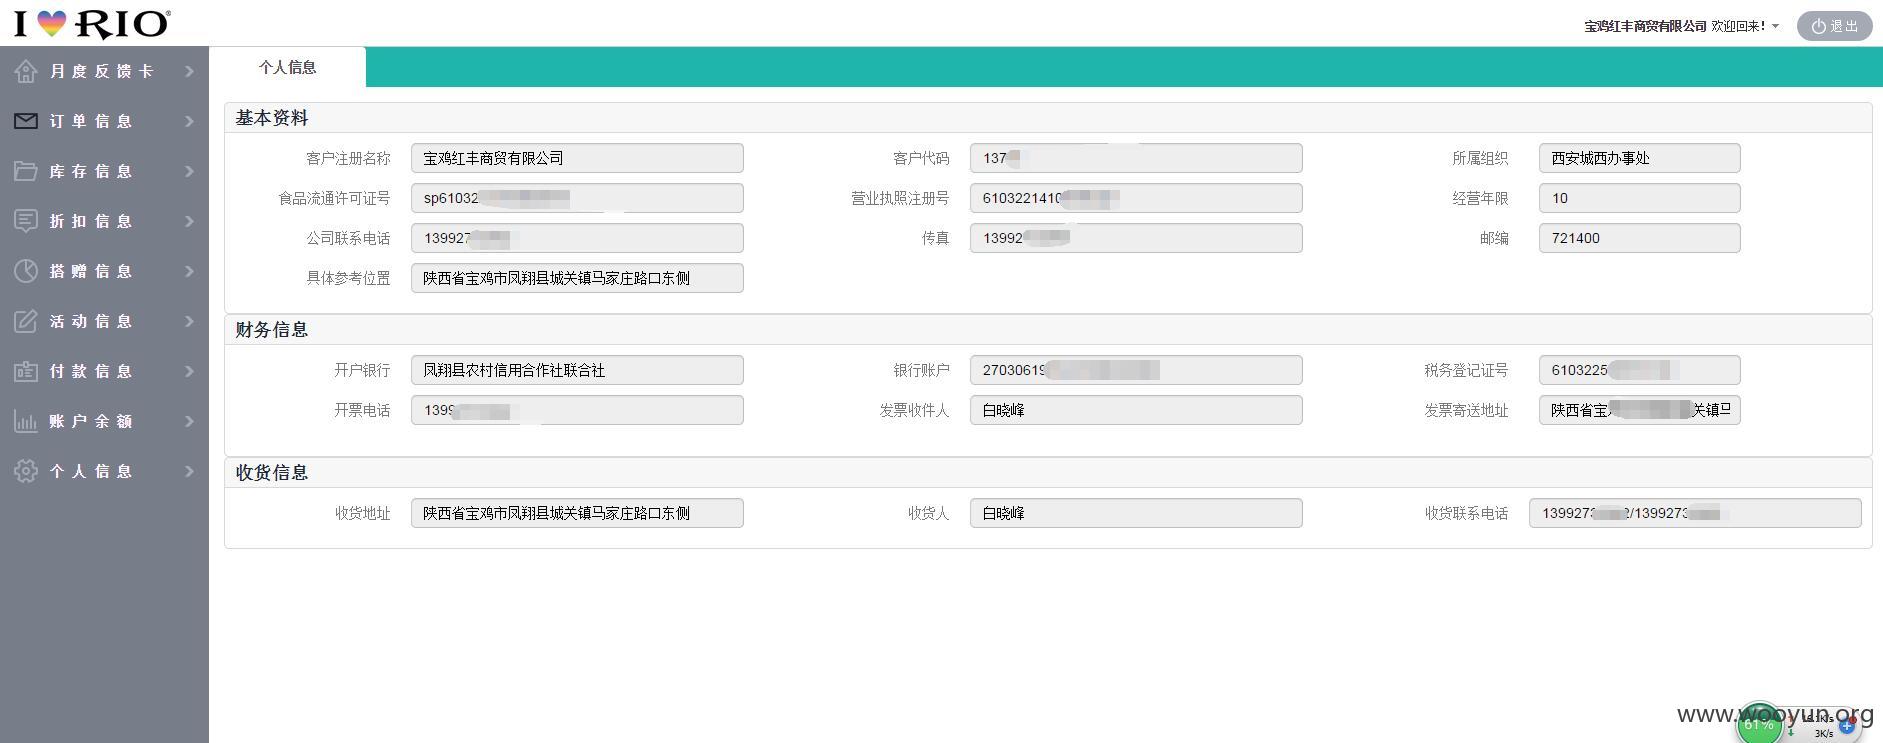 I RIO®
宝鸡红丰商贸有限公司 欢迎回来! 退出
月度反馈卡
订单信息
库存信息
折扣信息
搭赠信息
活动信息
付款信息
账户余额
个人信息
个人信息
基本资料
客户注册名称 宝鸡红丰商贸有限公司 客户代码 137 所属组织 西安城西办事处
食品流通许可证号 sp61032 营业执照注册号 6103221410 经营年限 10
公司联系电话 139927 传真 13992 邮编 721400
具体参考位置 陕西省宝鸡市凤翔县城关镇马家庄路口东侧
财务信息
开户银行 凤翔县农村信用合作社联合社 银行账户 27030619 税务登记证号 6103225
开票电话 1399 发票收件人 白晓峰 发票寄送地址 陕西省宝 关镇马
收货信息
收货地址 陕西省宝鸡市凤翔县城关镇马家庄路口东侧 收货人 白晓峰 收货联系电话 1399273 2/1399273
www.wooyun.org
61%
3K/s